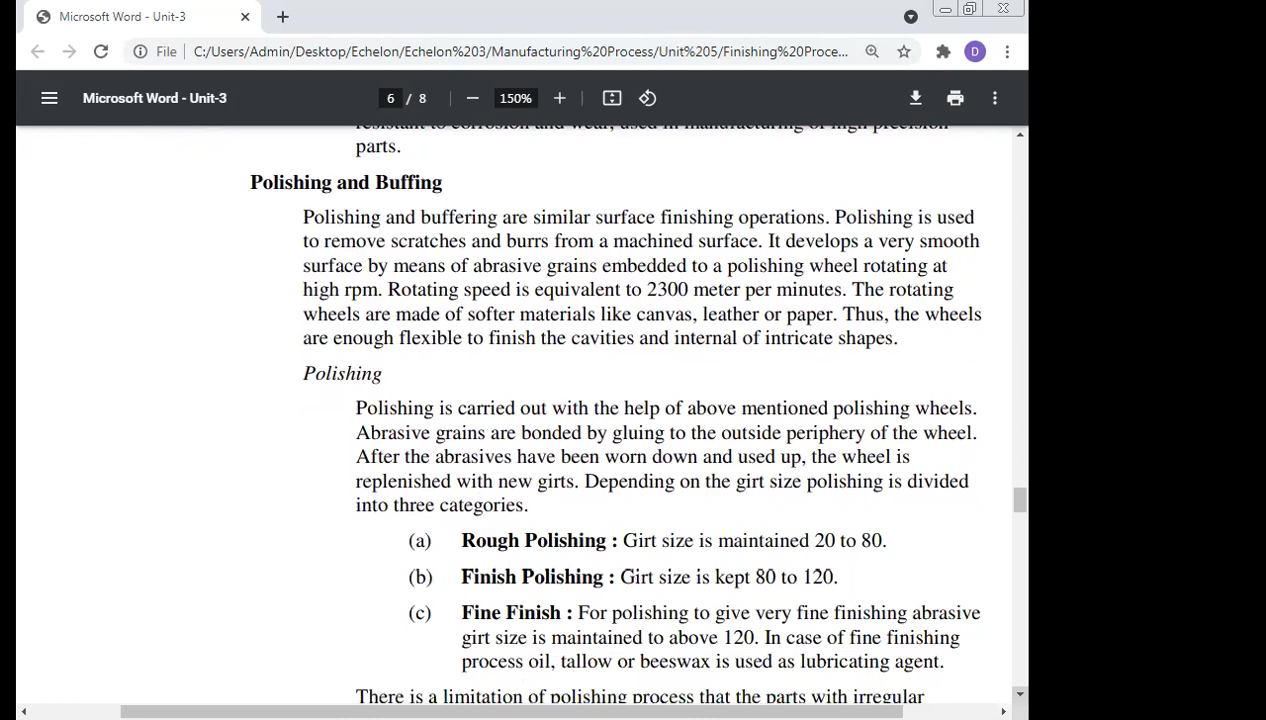 Microsoft Word - Unit-3
File C:/Users/Admin/Desktop/Echelon/Echelon%203/Manufacturing%20Process/Unit%205/Finishing%20Proce...
D
Microsoft Word - Unit-3 6 / 8 150%
resistant to corrosion and wear, used in manufacturing of high precision
parts.
Polishing and Buffing
Polishing and buffering are similar surface finishing operations. Polishing is used
to remove scratches and burrs from a machined surface. It develops a very smooth
surface by means of abrasive grains embedded to a polishing wheel rotating at
high rpm. Rotating speed is equivalent to 2300 meter per minutes. The rotating
wheels are made of softer materials like canvas, leather or paper. Thus, the wheels
are enough flexible to finish the cavities and internal of intricate shapes.
Polishing
Polishing is carried out with the help of above mentioned polishing wheels.
Abrasive grains are bonded by gluing to the outside periphery of the wheel.
After the abrasives have been worn down and used up, the wheel is
replenished with new girts. Depending on the girt size polishing is divided
into three categories.
(a) Rough Polishing : Girt size is maintained 20 to 80.
(b) Finish Polishing : Girt size is kept 80 to 120.
(c) Fine Finish : For polishing to give very fine finishing abrasive
girt size is maintained to above 120. In case of fine finishing
process oil, tallow or beeswax is used as lubricating agent.
There is a limitation of polishing process that the parts with irregular